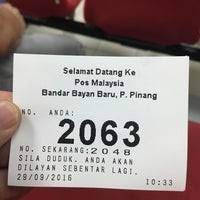 Selamat Datang Ke
Pos Malaysia
Bandar Bayan Baru, P. Pinang
NO. ANDA:
2063
NO. SEKARANG:2048
SILA DUDUK. ANDA AKAN
DILAYAN SEBENTAR LAGI.
29/09/2016 10:33